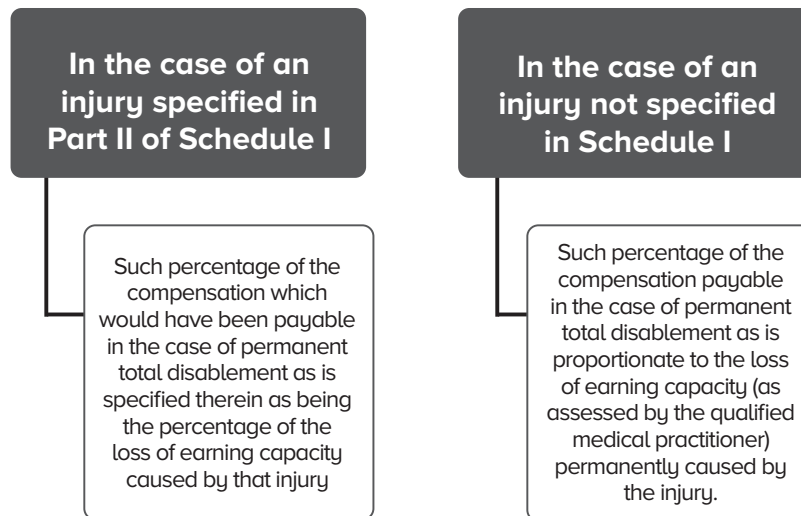 In the case of an
injury specified in
Part II of Schedule I
Such percentage of the
compensation which
would have been payable
in the case of permanent
total disablement as is
specified therein as being
the percentage of the
loss of earning capacity
caused by that injury
In the case of an
injury not specified
in Schedule I
Such percentage of the
compensation payable
in the case of permanent
total disablement as is
proportionate to the loss
of earning capacity (as
assessed by the qualified
medical practitioner)
permanently caused by
the injury.